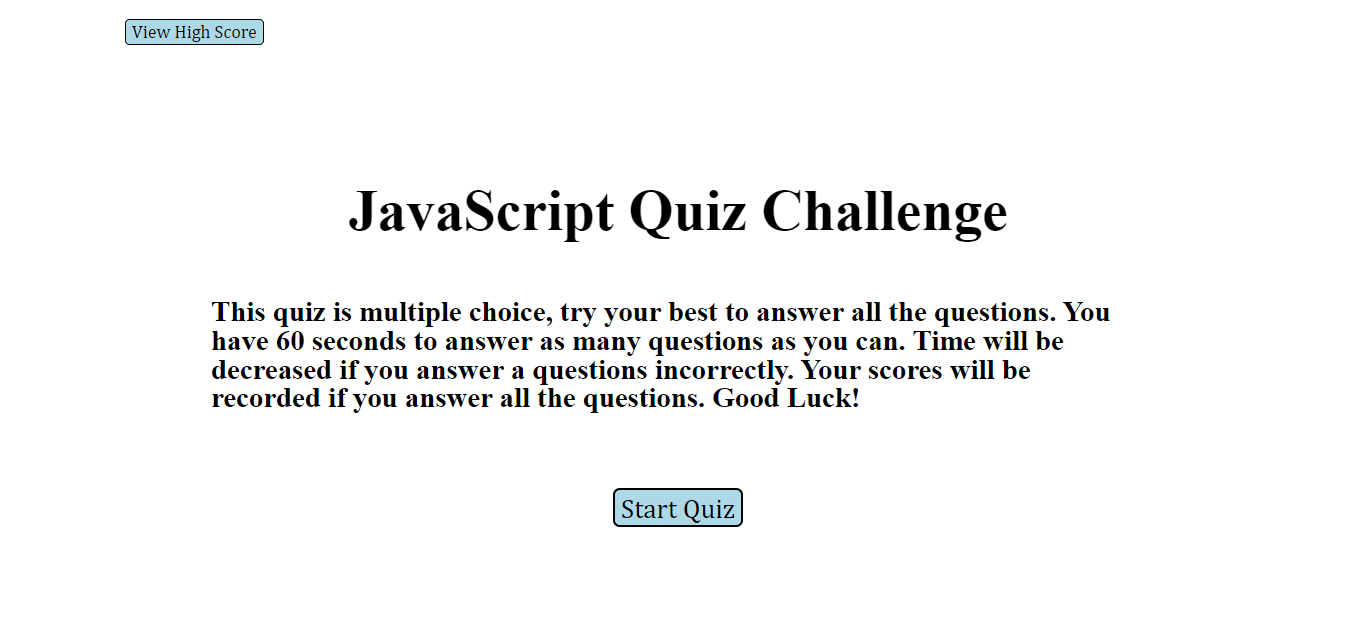 View High Score
JavaScript Quiz Challenge
This quiz is multiple choice, try your best to answer all the questions. You
have 60 seconds to answer as many questions as you can. Time will be
decreased if you answer a questions incorrectly. Your scores will be
recorded if you answer all the questions. Good Luck!
Start Quiz